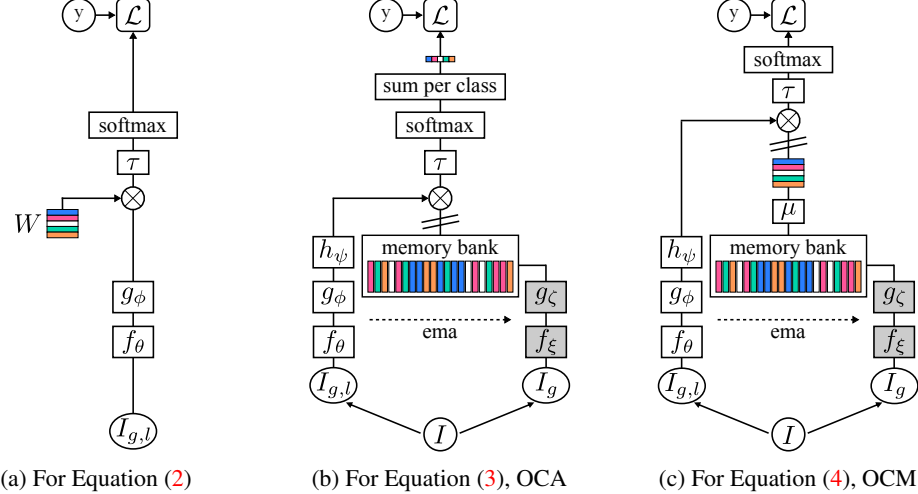 y
ℒ
softmax
τ
⊗
W
g_ϕ
f_θ
I_{g,l}
(a) For Equation (2)
y
ℒ
sum per class
softmax
τ
⊗
h_ψ
memory bank
g_ϕ
g_ζ
ema
f_θ
f_ξ
I_{g,l}
I_g
I
(b) For Equation (3), OCA
y
ℒ
softmax
τ
⊗
μ
h_ψ
memory bank
g_ϕ
g_ζ
ema
f_θ
f_ξ
I_{g,l}
I_g
I
(c) For Equation (4), OCM